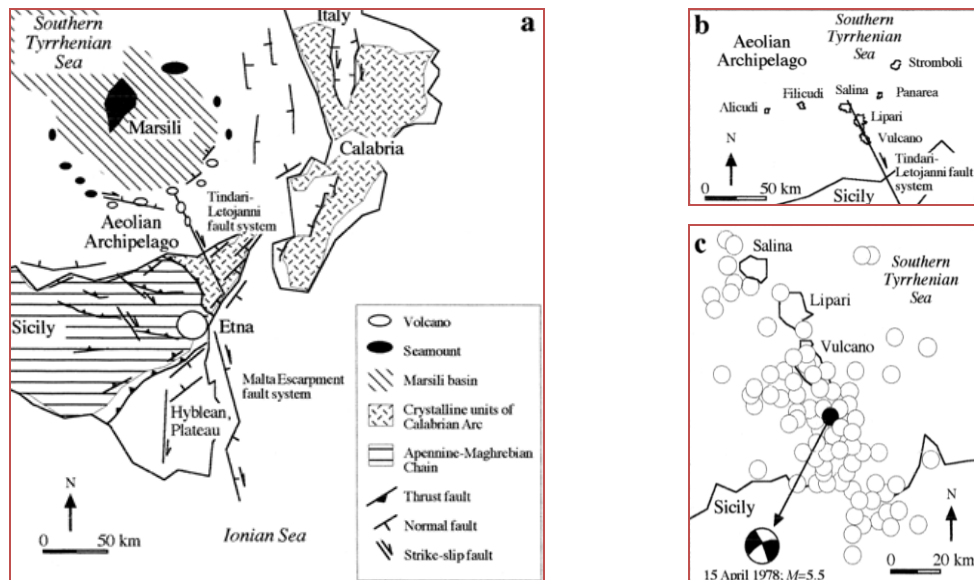 a
Southern
Tyrrhenian
Sea
Italy
Marsili
Calabria
Tindari-
Letojanni
fault system
Aeolian
Archipelago
Sicily
Etna
Malta Escarpment
fault system
Hyblean
Plateau
N
0 50 km
Ionian Sea
Volcano
Seamount
Marsili basin
Crystalline units of
Calabrian Arc
Apennine-Maghrebian
Chain
Thrust fault
Normal fault
Strike-slip fault
b
Southern
Tyrrhenian
Sea
Aeolian
Archipelago
Stromboli
Filicudi
Salina
Panarea
Alicudi
Lipari
Vulcano
N
Tindari-
Letojanni fault
system
0 50 km
Sicily
c
Salina
Southern
Tyrrhenian
Sea
Lipari
Vulcano
Sicily
N
0 20 km
15 April 1978; M=5.5